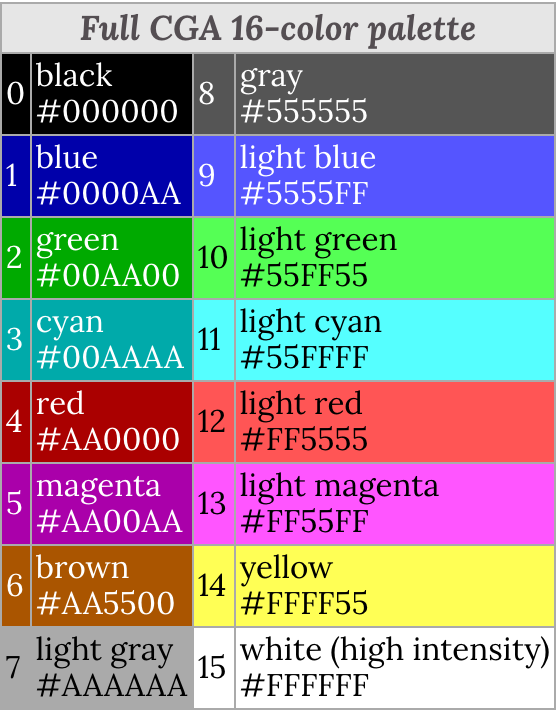 Full CGA 16-color palette
0 black #000000 8 gray #555555
1 blue #0000AA 9 light blue #5555FF
2 green #00AA00 10 light green #55FF55
3 cyan #00AAAA 11 light cyan #55FFFF
4 red #AA0000 12 light red #FF5555
5 magenta #AA00AA 13 light magenta #FF55FF
6 brown #AA5500 14 yellow #FFFF55
7 light gray #AAAAAA 15 white (high intensity) #FFFFFF